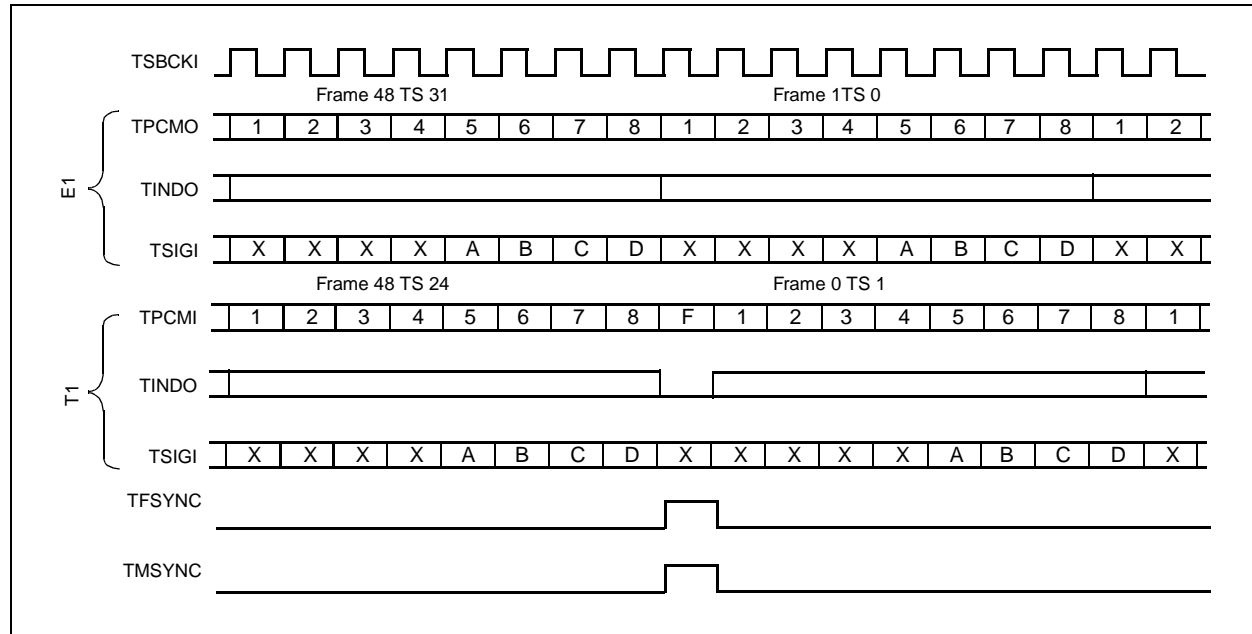 TSBCKI
Frame 48 TS 31 Frame 1TS 0
E1
TPCMO 1 2 3 4 5 6 7 8 1 2 3 4 5 6 7 8 1 2
TINDO
TSIGI X X X X A B C D X X X X A B C D X X
Frame 48 TS 24 Frame 0 TS 1
T1
TPCMI 1 2 3 4 5 6 7 8 F 1 2 3 4 5 6 7 8 1
TINDO
TSIGI X X X X A B C D X X X X X A B C D X
TFSYNC
TMSYNC